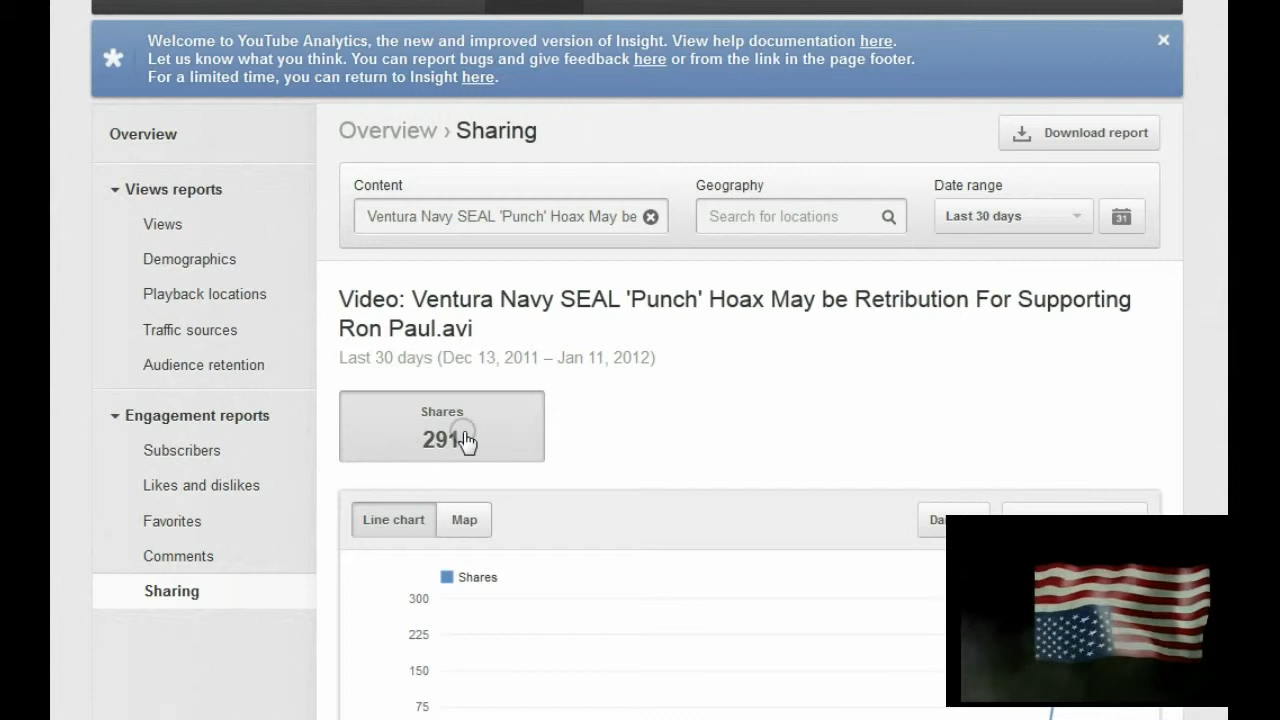 Welcome to YouTube Analytics, the new and improved version of Insight. View help documentation here.
Let us know what you think. You can report bugs and give feedback here or from the link in the page footer.
For a limited time, you can return to Insight here.
Overview
Views reports
Views
Demographics
Playback locations
Traffic sources
Audience retention
Engagement reports
Subscribers
Likes and dislikes
Favorites
Comments
Sharing
Overview › Sharing
Download report
Content
Geography
Date range
Ventura Navy SEAL 'Punch' Hoax May be
Search for locations
Last 30 days
31
Video: Ventura Navy SEAL 'Punch' Hoax May be Retribution For Supporting
Ron Paul.avi
Last 30 days (Dec 13, 2011 – Jan 11, 2012)
Shares
291
Line chart
Map
Shares
300
225
150
75